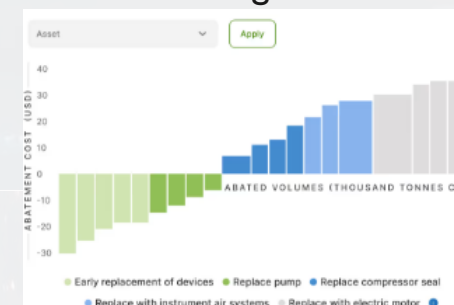 Asset
Apply
ABATEMENT COST (USD)
40
30
20
10
0
-10
-20
-30
ABATED VOLUMES (THOUSAND TONNES C
Early replacement of devices Replace pump Replace compressor seal
Replace with instrument air systems Replace with electric motor